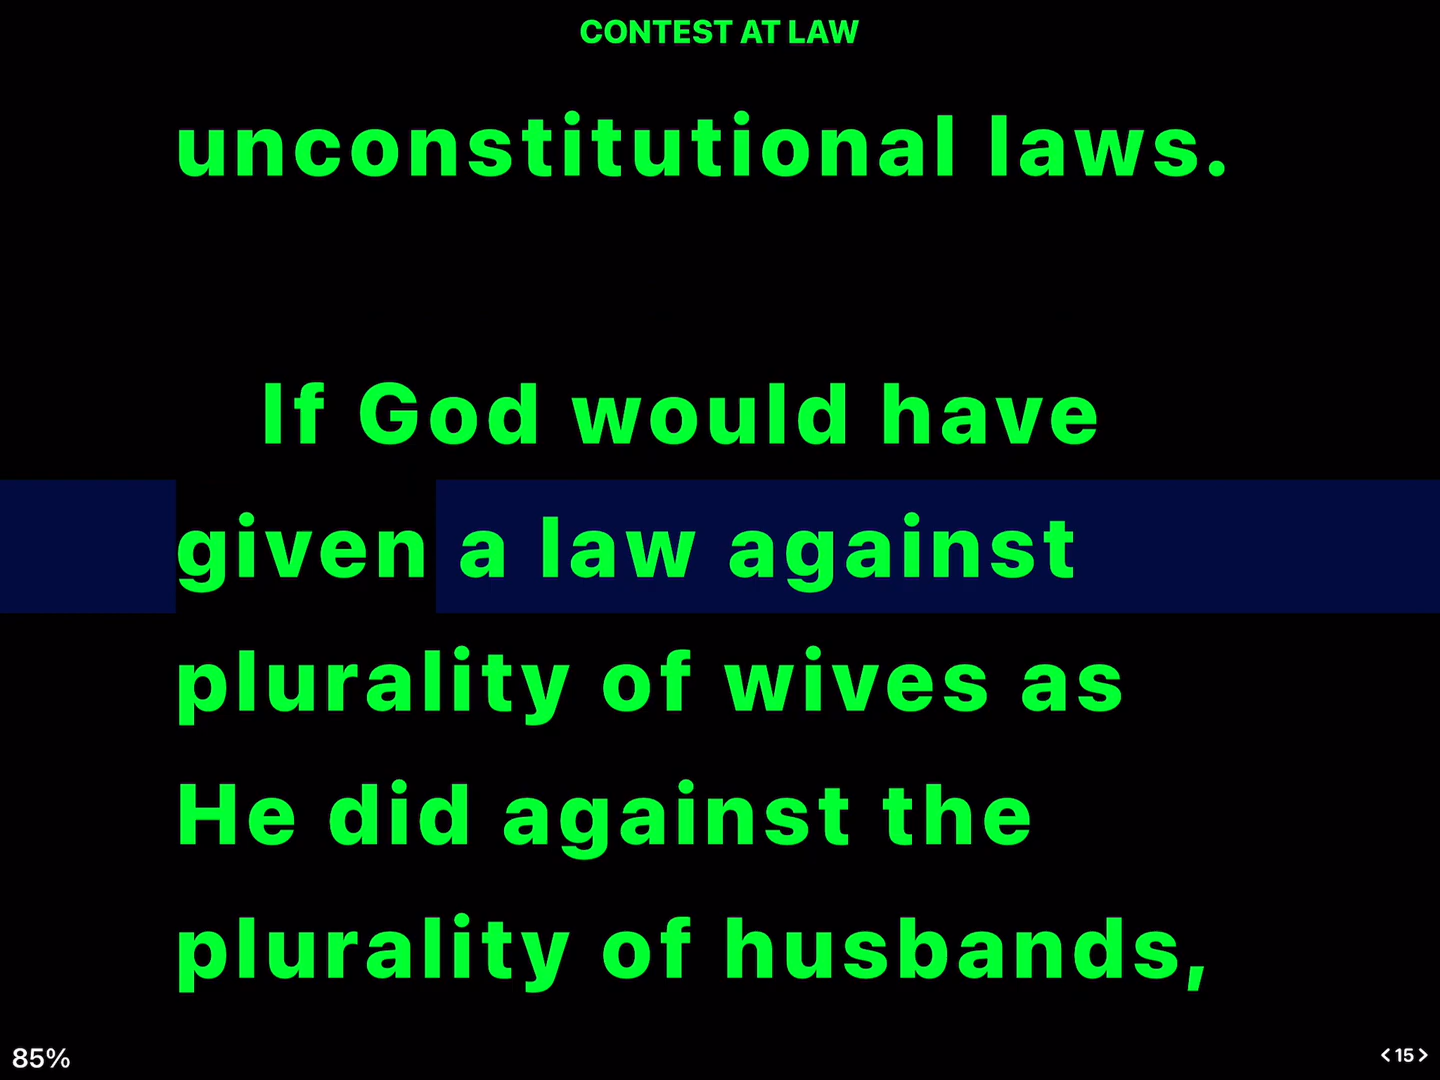 CONTEST AT LAW
unconstitutional laws.
If God would have
given a law against
plurality of wives as
He did against the
plurality of husbands,
85%
<15>